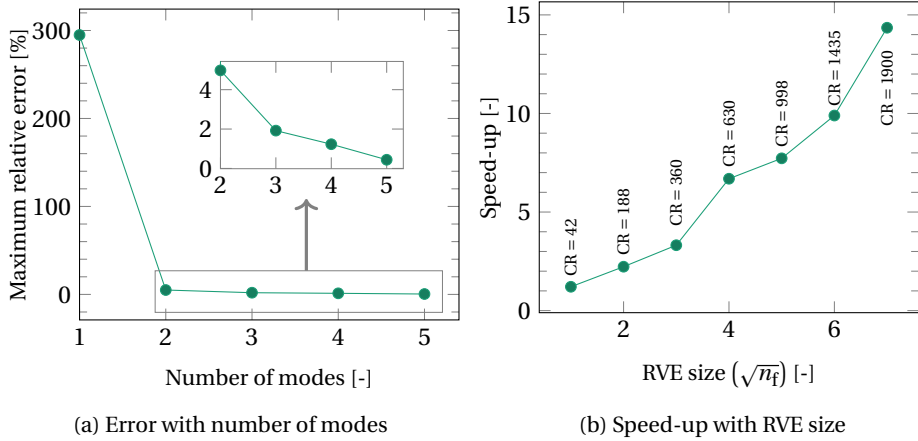 Maximum relative error [%]
300
200
100
0
1
2
3
4
5
4
2
0
2
3
4
5
Number of modes [-]
(a) Error with number of modes
Speed-up [-]
15
10
5
0
2
4
6
CR = 42
CR = 188
CR = 360
CR = 630
CR = 998
CR = 1435
CR = 1900
RVE size (√n_f) [-]
(b) Speed-up with RVE size